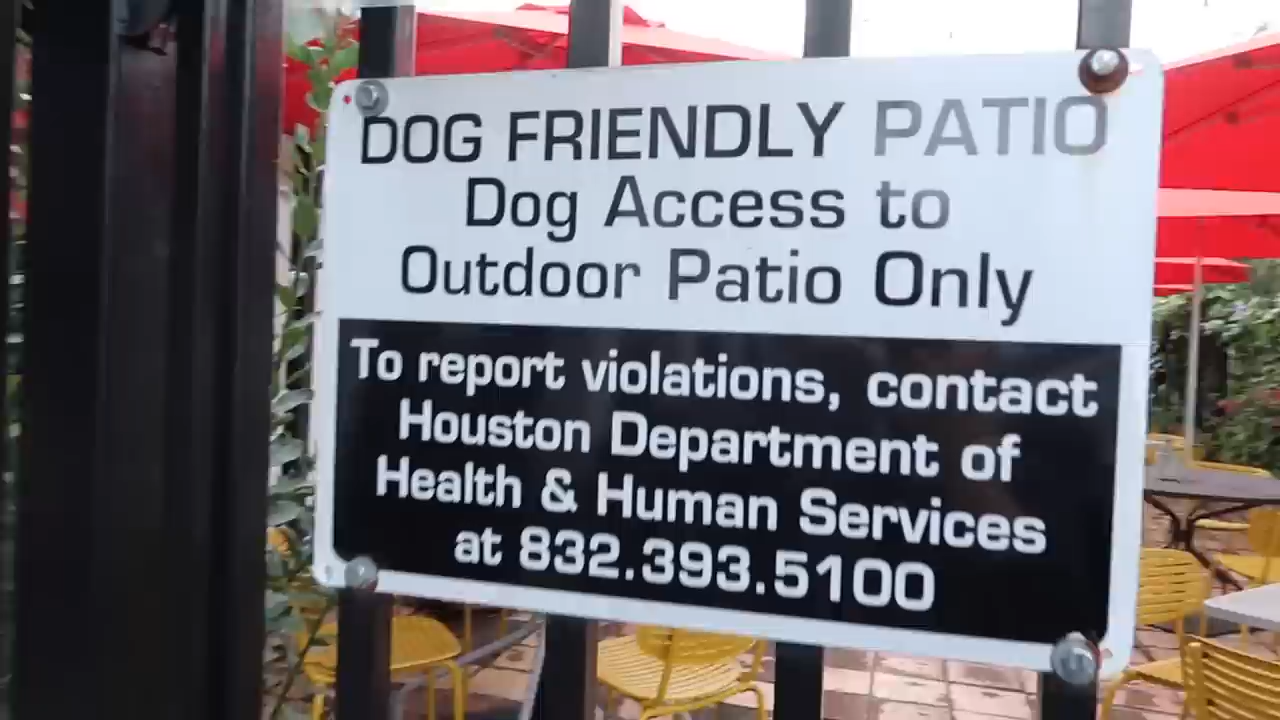 DOG FRIENDLY PATIO
Dog Access to
Outdoor Patio Only
To report violations, contact
Houston Department of
Health & Human Services
at 832.393.5100